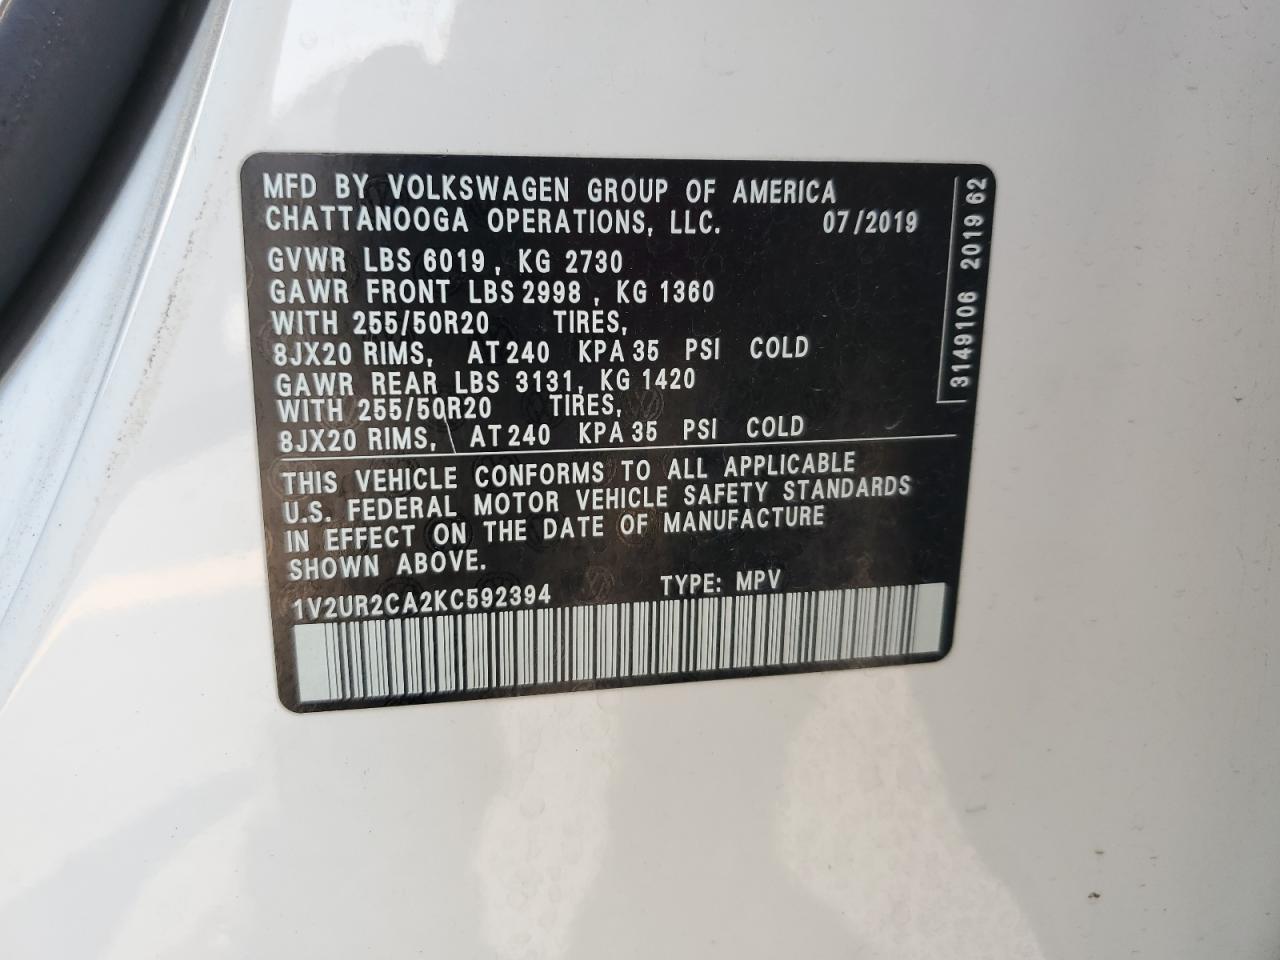 MFD BY VOLKSWAGEN GROUP OF AMERICA
CHATTANOOGA OPERATIONS, LLC. 07/2019
GVWR LBS 6019, KG 2730
GAWR FRONT LBS 2998, KG 1360
WITH 255/50R20 TIRES,
8JX20 RIMS, AT 240 KPA 35 PSI COLD
GAWR REAR LBS 3131, KG 1420
WITH 255/50R20 TIRES,
8JX20 RIMS, AT 240 KPA 35 PSI COLD
THIS VEHICLE CONFORMS TO ALL APPLICABLE
U.S. FEDERAL MOTOR VEHICLE SAFETY STANDARDS
IN EFFECT ON THE DATE OF MANUFACTURE
SHOWN ABOVE.
1V2UR2CA2KC592394 TYPE: MPV
3149106 2019 62